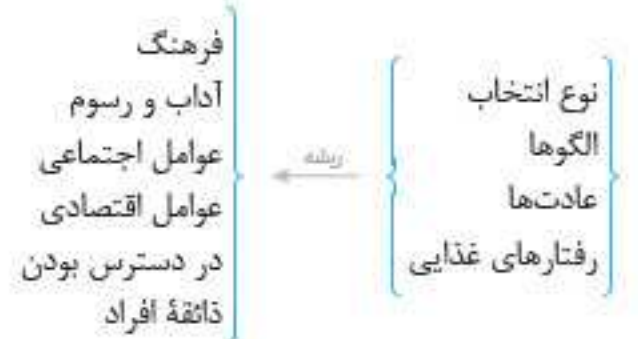 نوع انتخاب
الگوها
عادت‌ها
رفتارهای غذایی
ریشه
فرهنگ
آداب و رسوم
عوامل اجتماعی
عوامل اقتصادی
در دسترس بودن
ذائقهٔ افراد